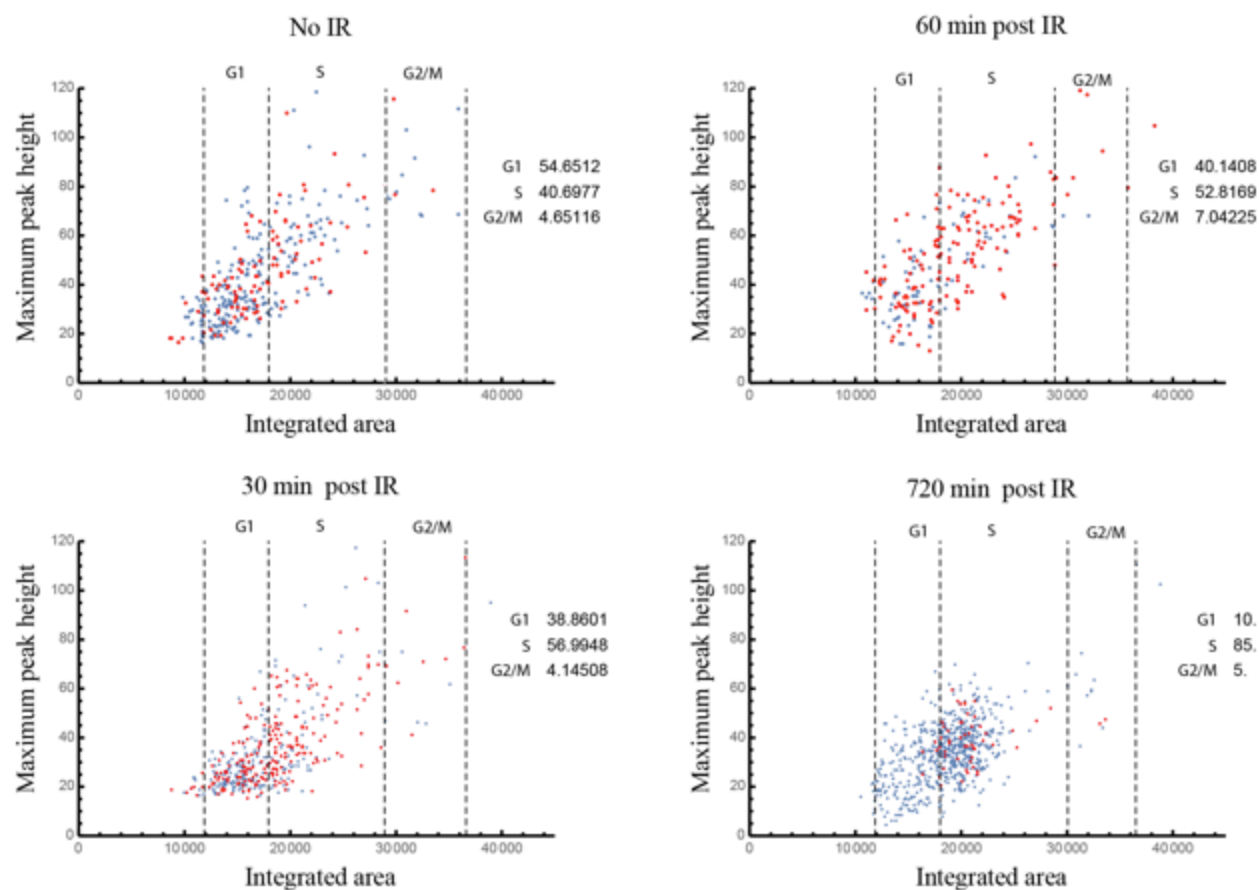 No IR
G1 S G2/M
120
100
80
60
40
20
0
Maximum peak height
0 10000 20000 30000 40000
Integrated area
G1 54.6512
S 40.6977
G2/M 4.65116
60 min post IR
G1 S G2/M
120
100
80
60
40
20
0
Maximum peak height
0 10000 20000 30000 40000
Integrated area
G1 40.1408
S 52.8169
G2/M 7.04225
30 min post IR
G1 S G2/M
120
100
80
60
40
20
0
Maximum peak height
0 10000 20000 30000 40000
Integrated area
G1 38.8601
S 56.9948
G2/M 4.14508
720 min post IR
G1 S G2/M
120
100
80
60
40
20
0
Maximum peak height
0 10000 20000 30000 40000
Integrated area
G1 10.
S 85.
G2/M 5.